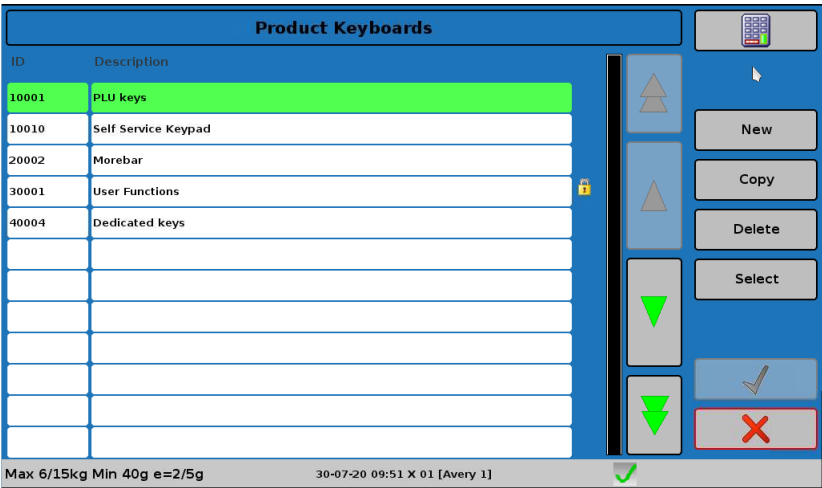 Product Keyboards
ID Description
10001 PLU keys
10010 Self Service Keypad
20002 Morebar
30001 User Functions
40004 Dedicated keys
New
Copy
Delete
Select
Max 6/15kg Min 40g e=2/5g 30-07-20 09:51 X 01 [Avery 1]